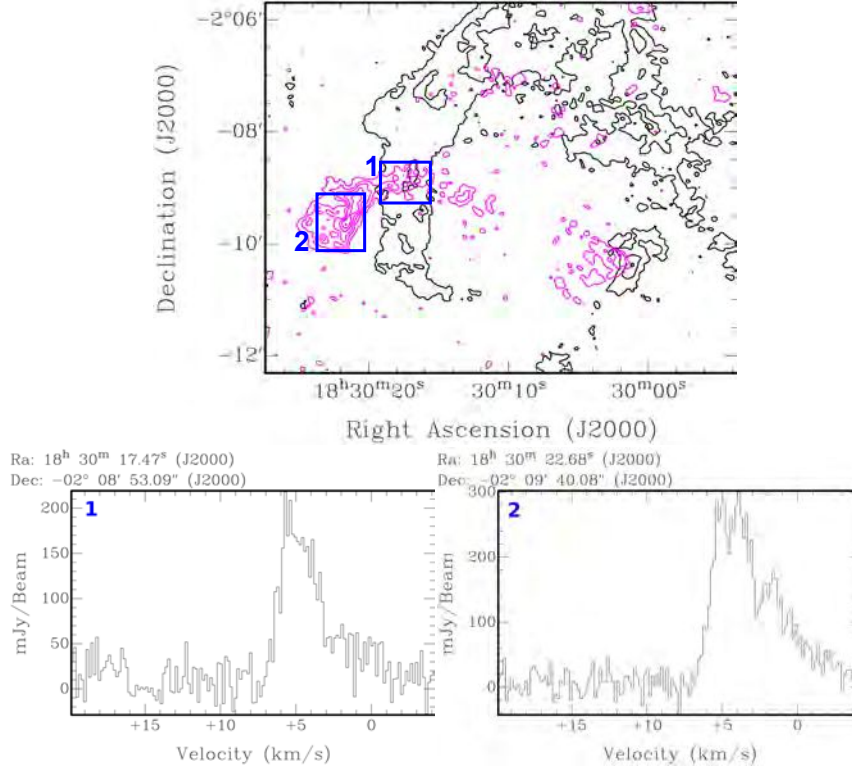 -2°06′
-08′
-10′
-12′
Declination (J2000)
1
2
18ʰ30ᵐ20ˢ 30ᵐ10ˢ 30ᵐ00ˢ
Right Ascension (J2000)
Ra: 18ʰ 30ᵐ 17.47ˢ (J2000)
Dec: -02° 08′ 53.09″ (J2000)
1
200
150
100
50
0
mJy/Beam
+15 +10 +5 0
Velocity (km/s)
Ra: 18ʰ 30ᵐ 22.68ˢ (J2000)
Dec: -02° 09′ 40.08″ (J2000)
2
300
200
100
0
mJy/Beam
+15 +10 +5 0
Velocity (km/s)